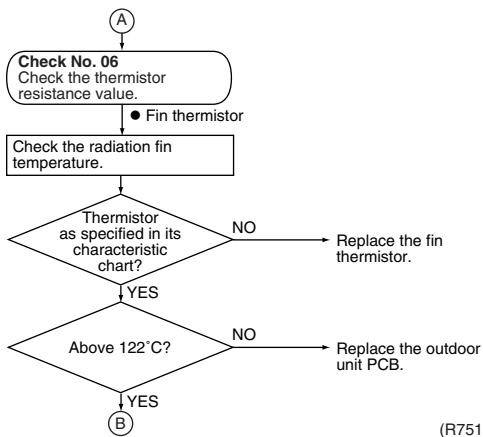 A
Check No. 06
Check the thermistor
resistance value.
● Fin thermistor
Check the radiation fin
temperature.
Thermistor
as specified in its
characteristic
chart?
NO
Replace the fin
thermistor.
YES
Above 122˚C?
NO
Replace the outdoor
unit PCB.
YES
B
(R751